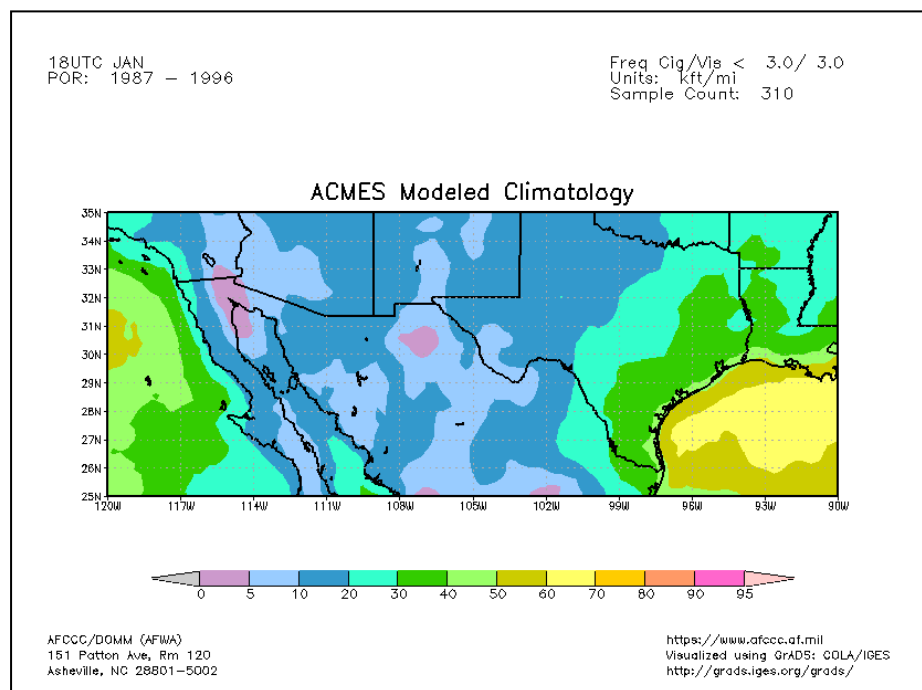 18UTC JAN
POR: 1987 – 1996
Freq Cig/Vis < 3.0/ 3.0
Units: kft/mi
Sample Count: 310
ACMES Modeled Climatology
35N
34N
33N
32N
31N
30N
29N
28N
27N
26N
25N
120W 117W 114W 111W 108W 105W 102W 99W 96W 93W 90W
0 5 10 20 30 40 50 60 70 80 90 95
AFCCC/DOMM (AFWA)
151 Patton Ave, Rm 120
Asheville, NC 28801-5002
https://www.afccc.af.mil
Visualized using GrADS: COLA/IGES
http://grads.iges.org/grads/